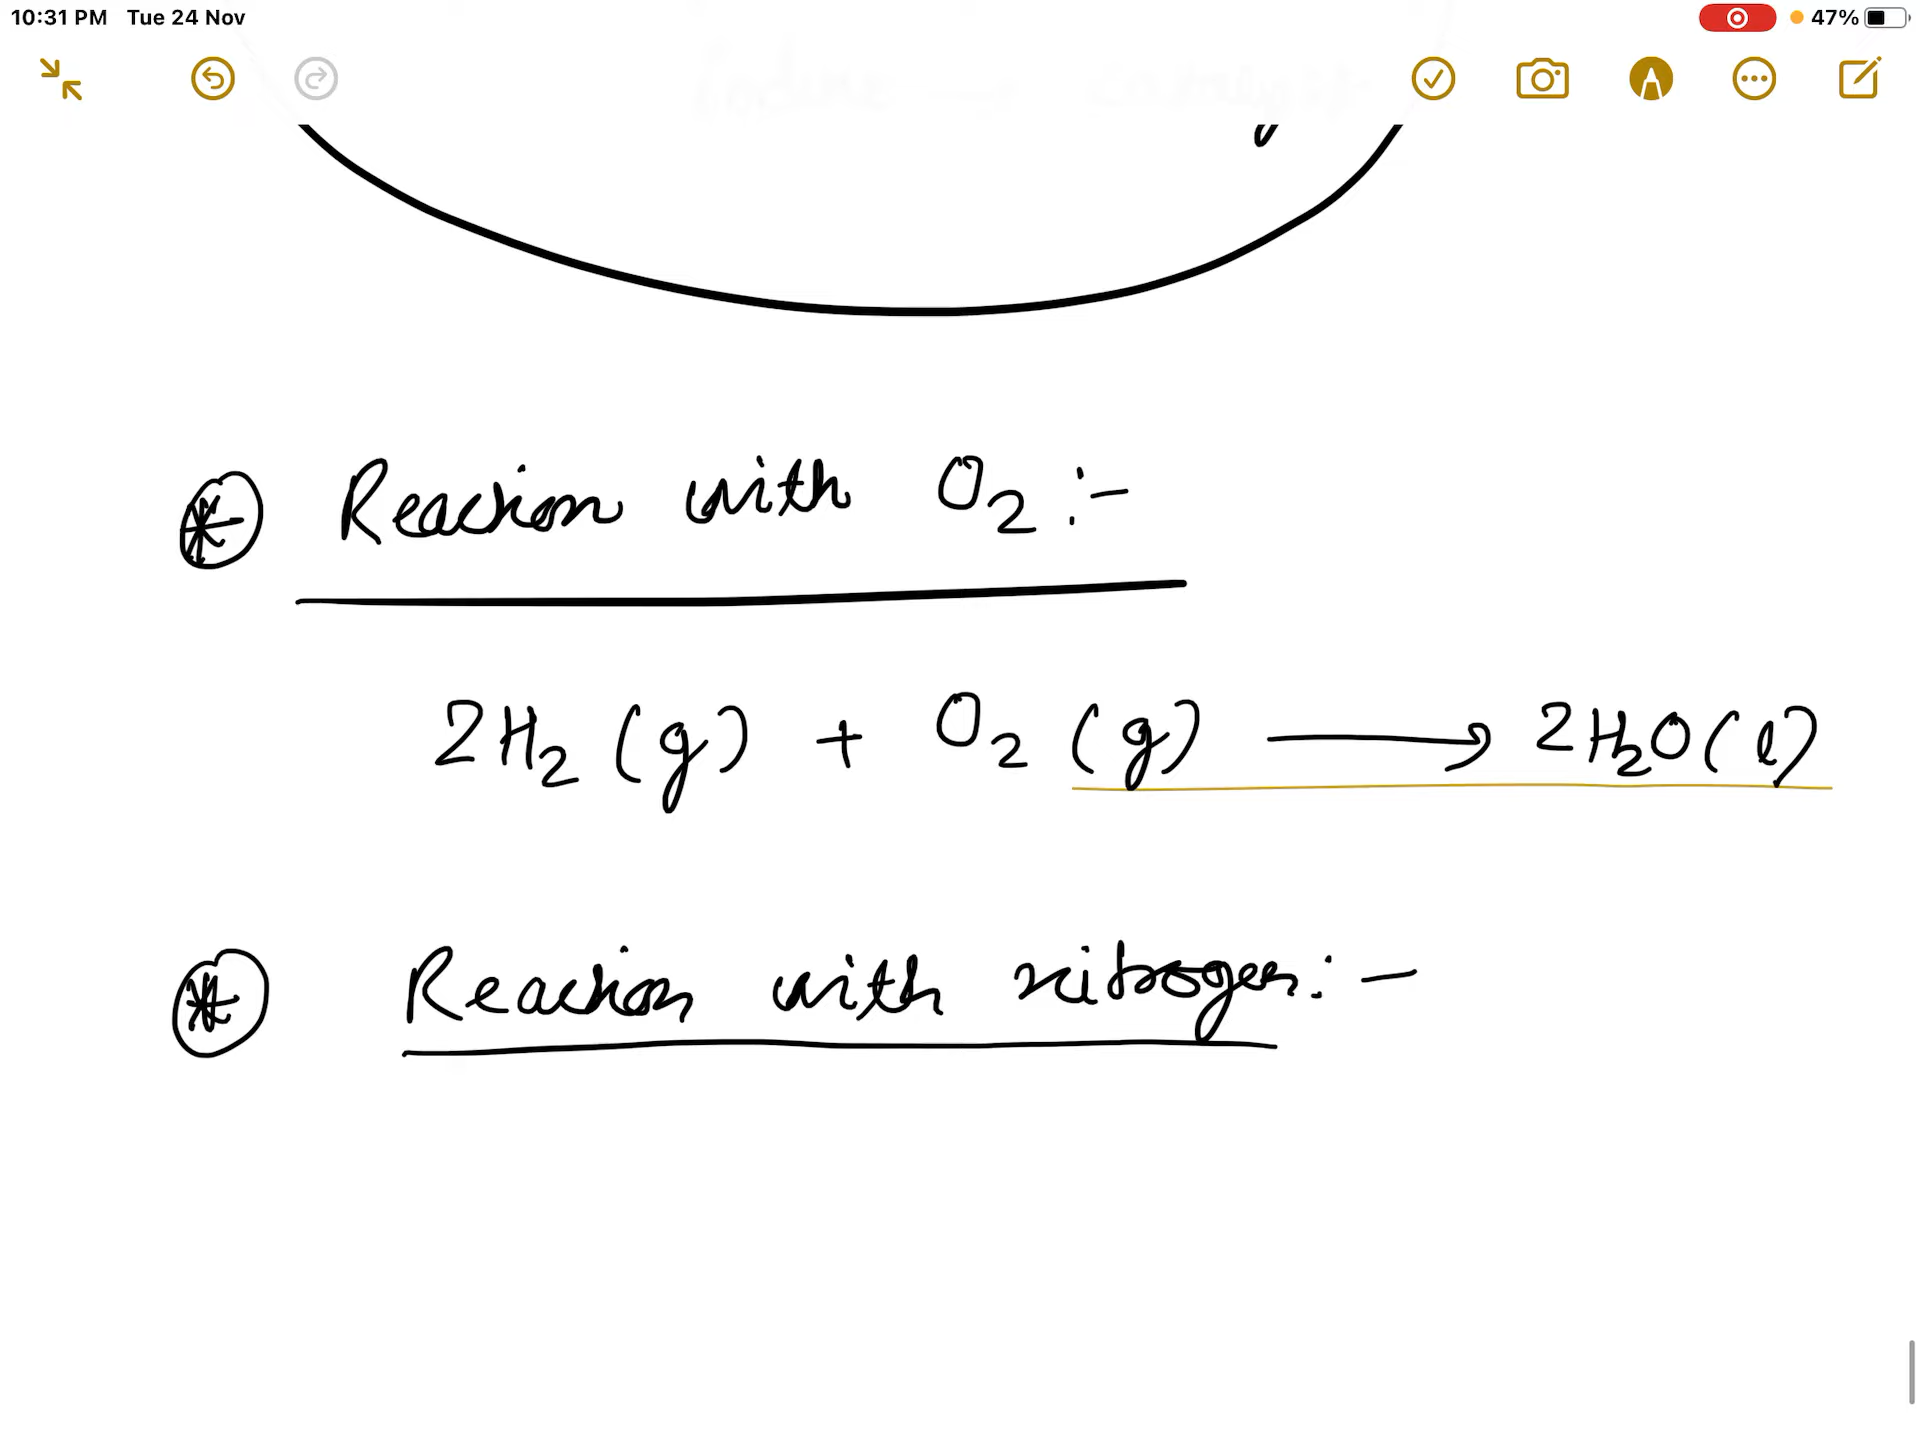 10:31 PM Tue 24 Nov 47%
Reaction with O₂ :-
2H₂ (g) + O₂ (g) ⟶ 2H₂O(l)
Reaction with nitrogen :-